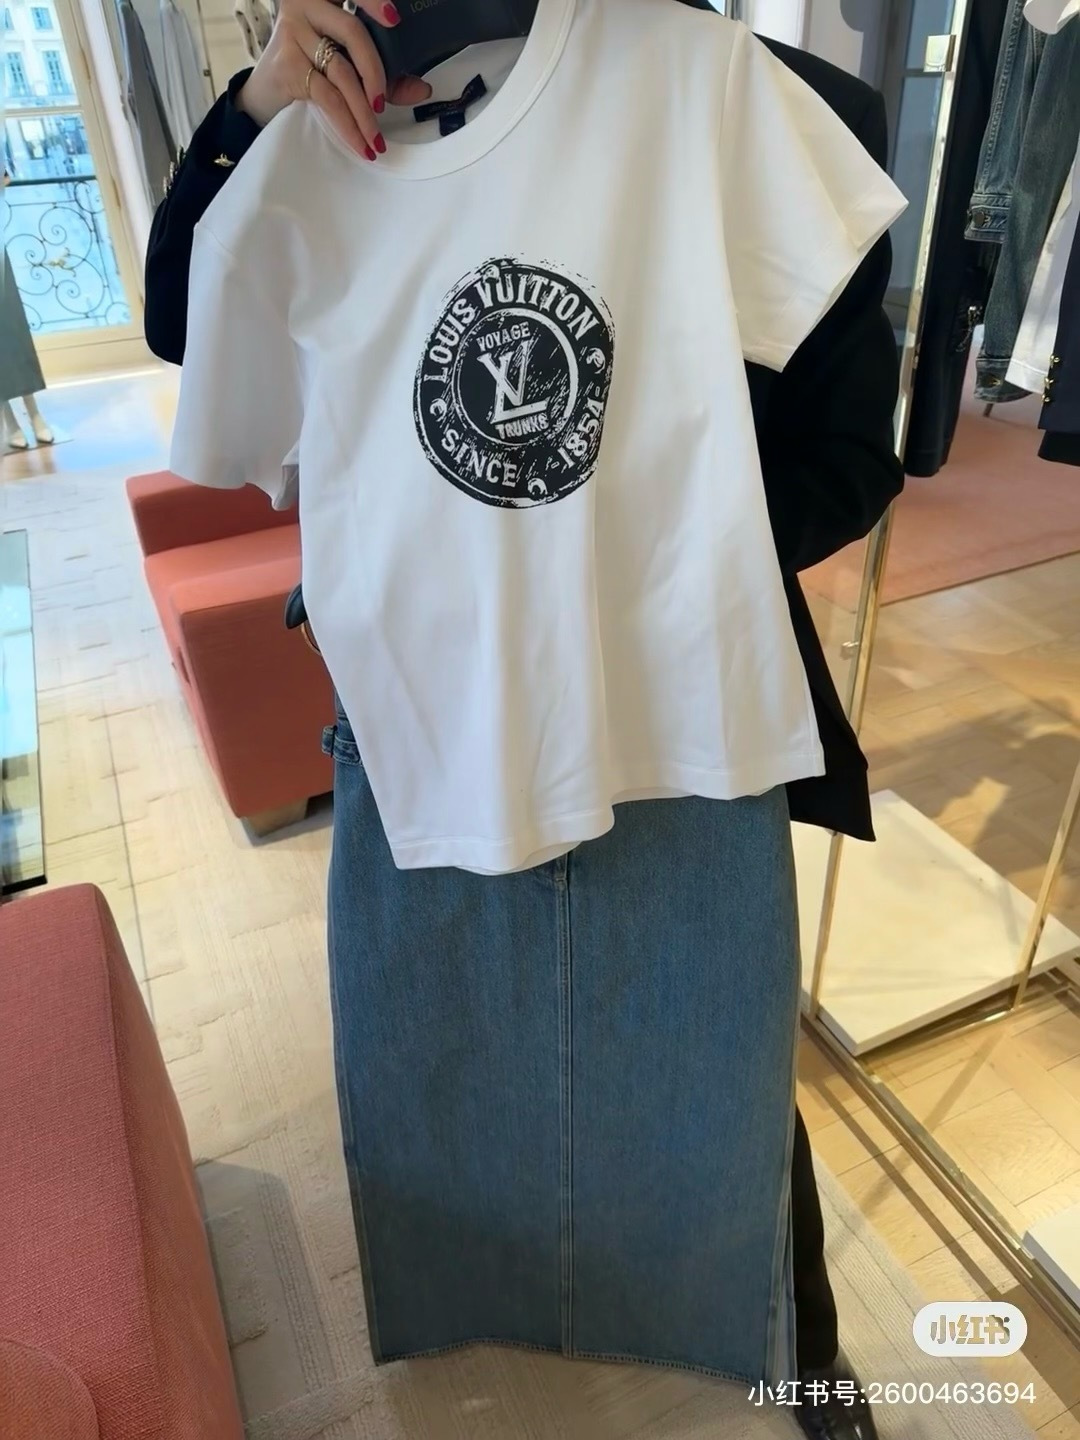 LOUIS VUITTON
VOYAGE
LV
TRUNKS
SINCE 1854
小红书
小红书号:2600463694